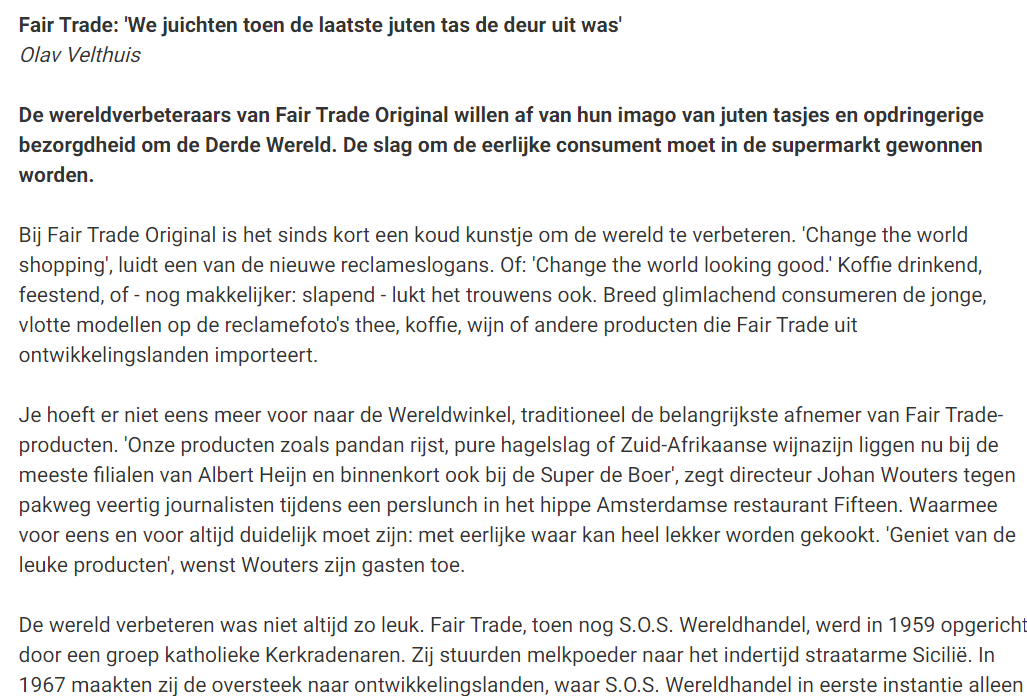 Fair Trade: 'We juichten toen de laatste juten tas de deur uit was'
Olav Velthuis
De wereldverbeteraars van Fair Trade Original willen af van hun imago van juten tasjes en opdringerige
bezorgdheid om de Derde Wereld. De slag om de eerlijke consument moet in de supermarkt gewonnen
worden.
Bij Fair Trade Original is het sinds kort een koud kunstje om de wereld te verbeteren. 'Change the world
shopping', luidt een van de nieuwe reclameslogans. Of: 'Change the world looking good.' Koffie drinkend,
feestend, of - nog makkelijker: slapend - lukt het trouwens ook. Breed glimlachend consumeren de jonge,
vlotte modellen op de reclamefoto's thee, koffie, wijn of andere producten die Fair Trade uit
ontwikkelingslanden importeert.
Je hoeft er niet eens meer voor naar de Wereldwinkel, traditioneel de belangrijkste afnemer van Fair Trade-
producten. 'Onze producten zoals pandan rijst, pure hagelslag of Zuid-Afrikaanse wijnazijn liggen nu bij de
meeste filialen van Albert Heijn en binnenkort ook bij de Super de Boer', zegt directeur Johan Wouters tegen
pakweg veertig journalisten tijdens een perslunch in het hippe Amsterdamse restaurant Fifteen. Waarmee
voor eens en voor altijd duidelijk moet zijn: met eerlijke waar kan heel lekker worden gekookt. 'Geniet van de
leuke producten', wenst Wouters zijn gasten toe.
De wereld verbeteren was niet altijd zo leuk. Fair Trade, toen nog S.O.S. Wereldhandel, werd in 1959 opgericht
door een groep katholieke Kerkradenaren. Zij stuurden melkpoeder naar het indertijd straatarme Sicilië. In
1967 maakten zij de oversteek naar ontwikkelingslanden, waar S.O.S. Wereldhandel in eerste instantie alleen